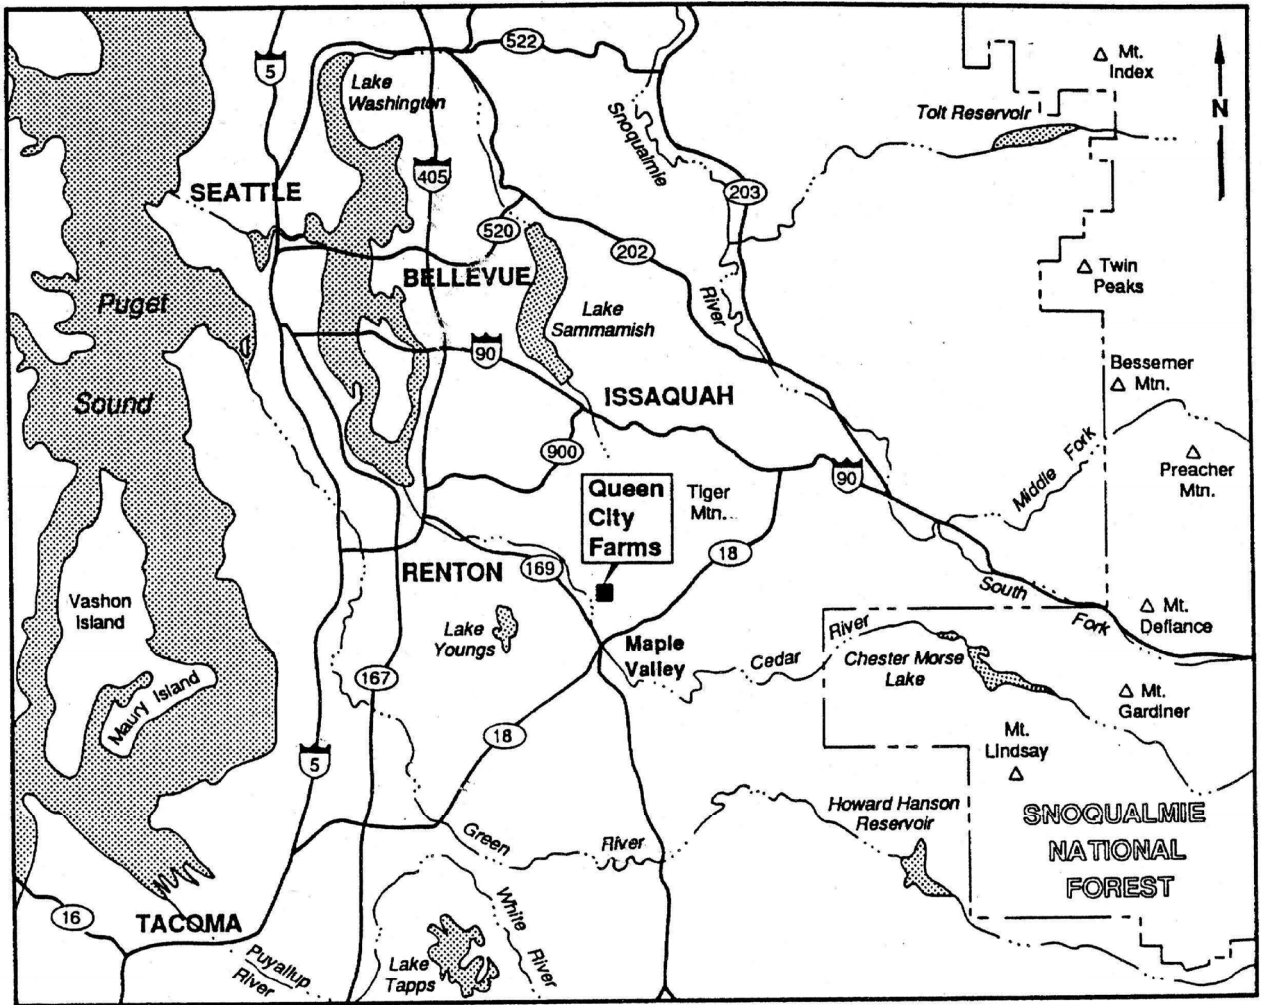 5
522
Lake
Washington
Mt.
Index
Tolt Reservoir
N
Snoqualmie
405
203
SEATTLE
520
202
BELLEVUE
Twin
Peaks
Puget
River
Lake
Sammamish
90
Bessemer
Mtn.
Sound
ISSAQUAH
900
Middle Fork
Preacher
Mtn.
90
Queen
City
Farms
Tiger
Mtn.
18
169
RENTON
South
Fork
Vashon
Island
Mt.
Defiance
Lake
Youngs
Maple
Valley
Cedar
River
Chester Morse
Lake
167
Maury Island
Mt.
Gardiner
18
Mt.
Lindsay
5
Howard Hanson
Reservoir
SNOQUALMIE
NATIONAL
FOREST
Green
River
16
TACOMA
White
River
Puyallup
River
Lake
Tapps